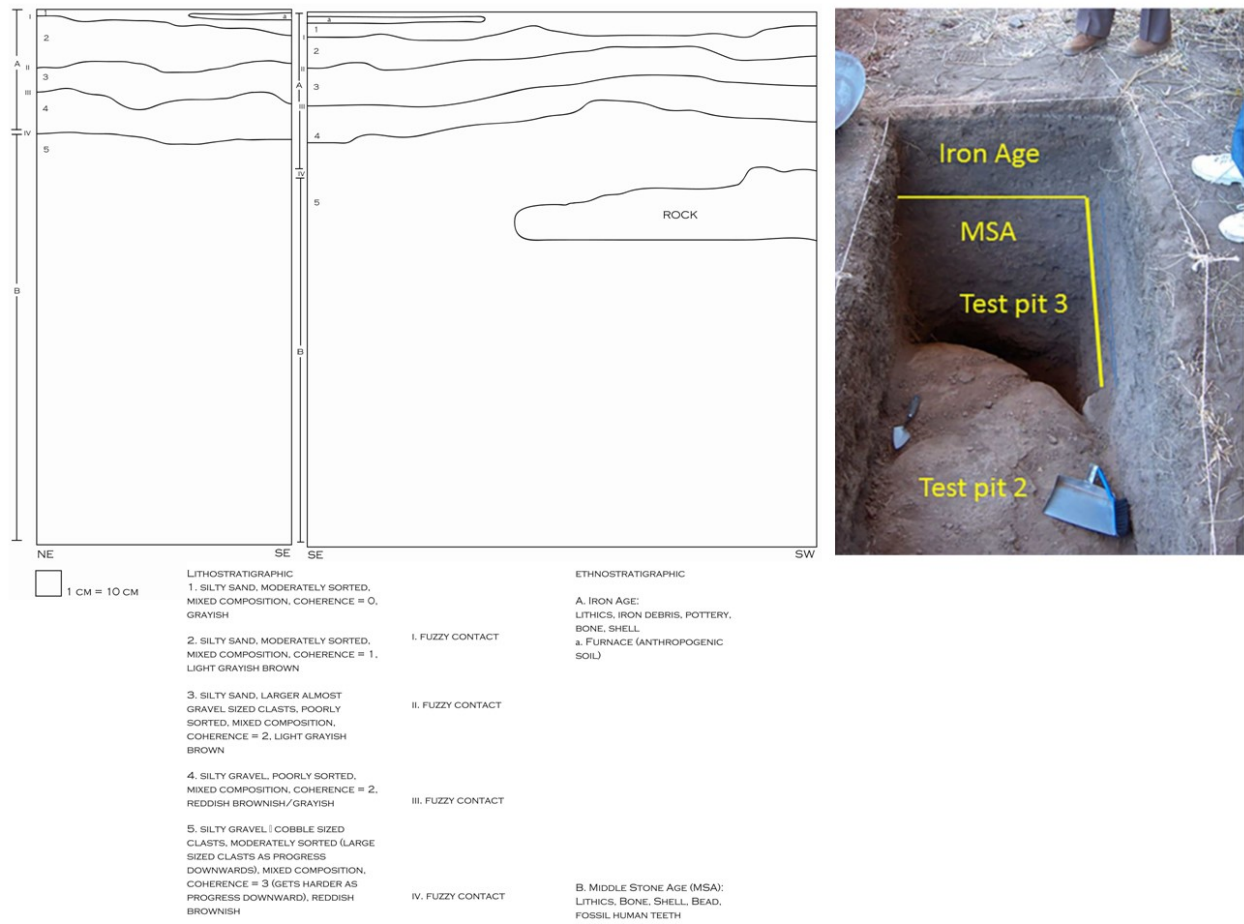 I
1
a
2
A
II
3
III
4
IV
5
B
NE
SE
a
1
I
2
II
A
3
III
4
IV
5
ROCK
B
SE
SW
Iron Age
MSA
Test pit 3
Test pit 2
1 CM = 10 CM
LITHOSTRATIGRAPHIC
1. SILTY SAND, MODERATELY SORTED,
MIXED COMPOSITION, COHERENCE = 0,
GRAYISH
2. SILTY SAND, MODERATELY SORTED,
MIXED COMPOSITION, COHERENCE = 1,
LIGHT GRAYISH BROWN
3. SILTY SAND, LARGER ALMOST
GRAVEL SIZED CLASTS, POORLY
SORTED, MIXED COMPOSITION,
COHERENCE = 2, LIGHT GRAYISH
BROWN
4. SILTY GRAVEL, POORLY SORTED,
MIXED COMPOSITION, COHERENCE = 2,
REDDISH BROWNISH/GRAYISH
5. SILTY GRAVEL ▯ COBBLE SIZED
CLASTS, MODERATELY SORTED (LARGE
SIZED CLASTS AS PROGRESS
DOWNWARDS), MIXED COMPOSITION,
COHERENCE = 3 (GETS HARDER AS
PROGRESS DOWNWARD), REDDISH
BROWNISH
I. FUZZY CONTACT
II. FUZZY CONTACT
III. FUZZY CONTACT
IV. FUZZY CONTACT
ETHNOSTRATIGRAPHIC
A. IRON AGE:
LITHICS, IRON DEBRIS, POTTERY,
BONE, SHELL
a. FURNACE (ANTHROPOGENIC
SOIL)
B. MIDDLE STONE AGE (MSA):
LITHICS, BONE, SHELL, BEAD,
FOSSIL HUMAN TEETH